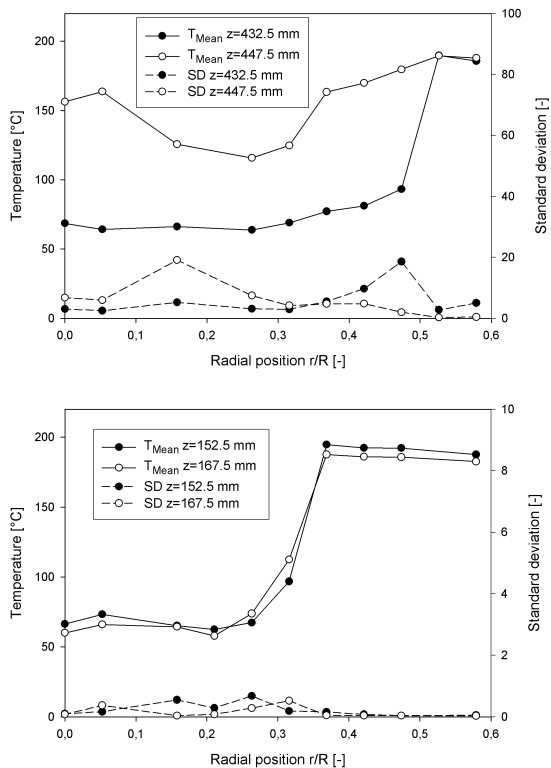 T Mean z=432.5 mm
T Mean z=447.5 mm
SD z=432.5 mm
SD z=447.5 mm
Temperature [°C]
200
150
100
50
0
100
80
60
40
20
0
Standard deviation [-]
0,0 0,1 0,2 0,3 0,4 0,5 0,6
Radial position r/R [-]
T Mean z=152.5 mm
T Mean z=167.5 mm
SD z=152.5 mm
SD z=167.5 mm
Temperature [°C]
200
150
100
50
0
10
8
6
4
2
0
Standard deviation [-]
0,0 0,1 0,2 0,3 0,4 0,5 0,6
Radial position r/R [-]